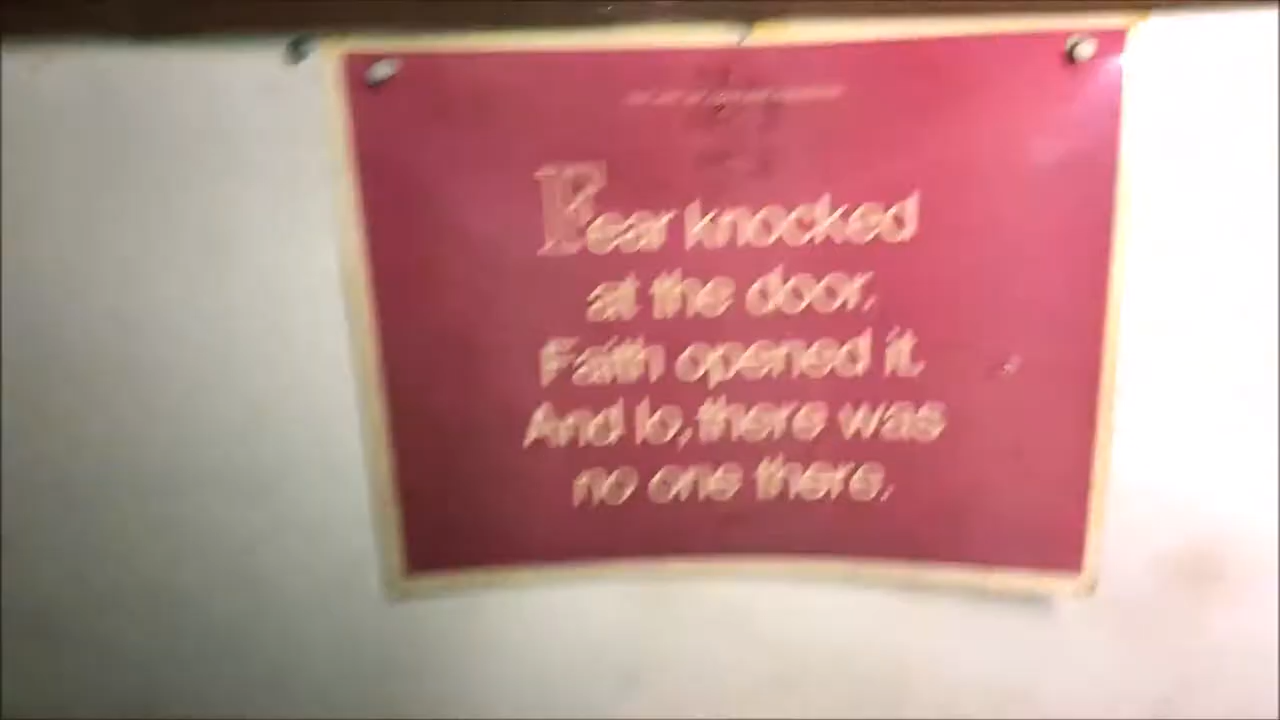 Fear knocked
at the door.
Faith opened it.
And lo, there was
no one there.